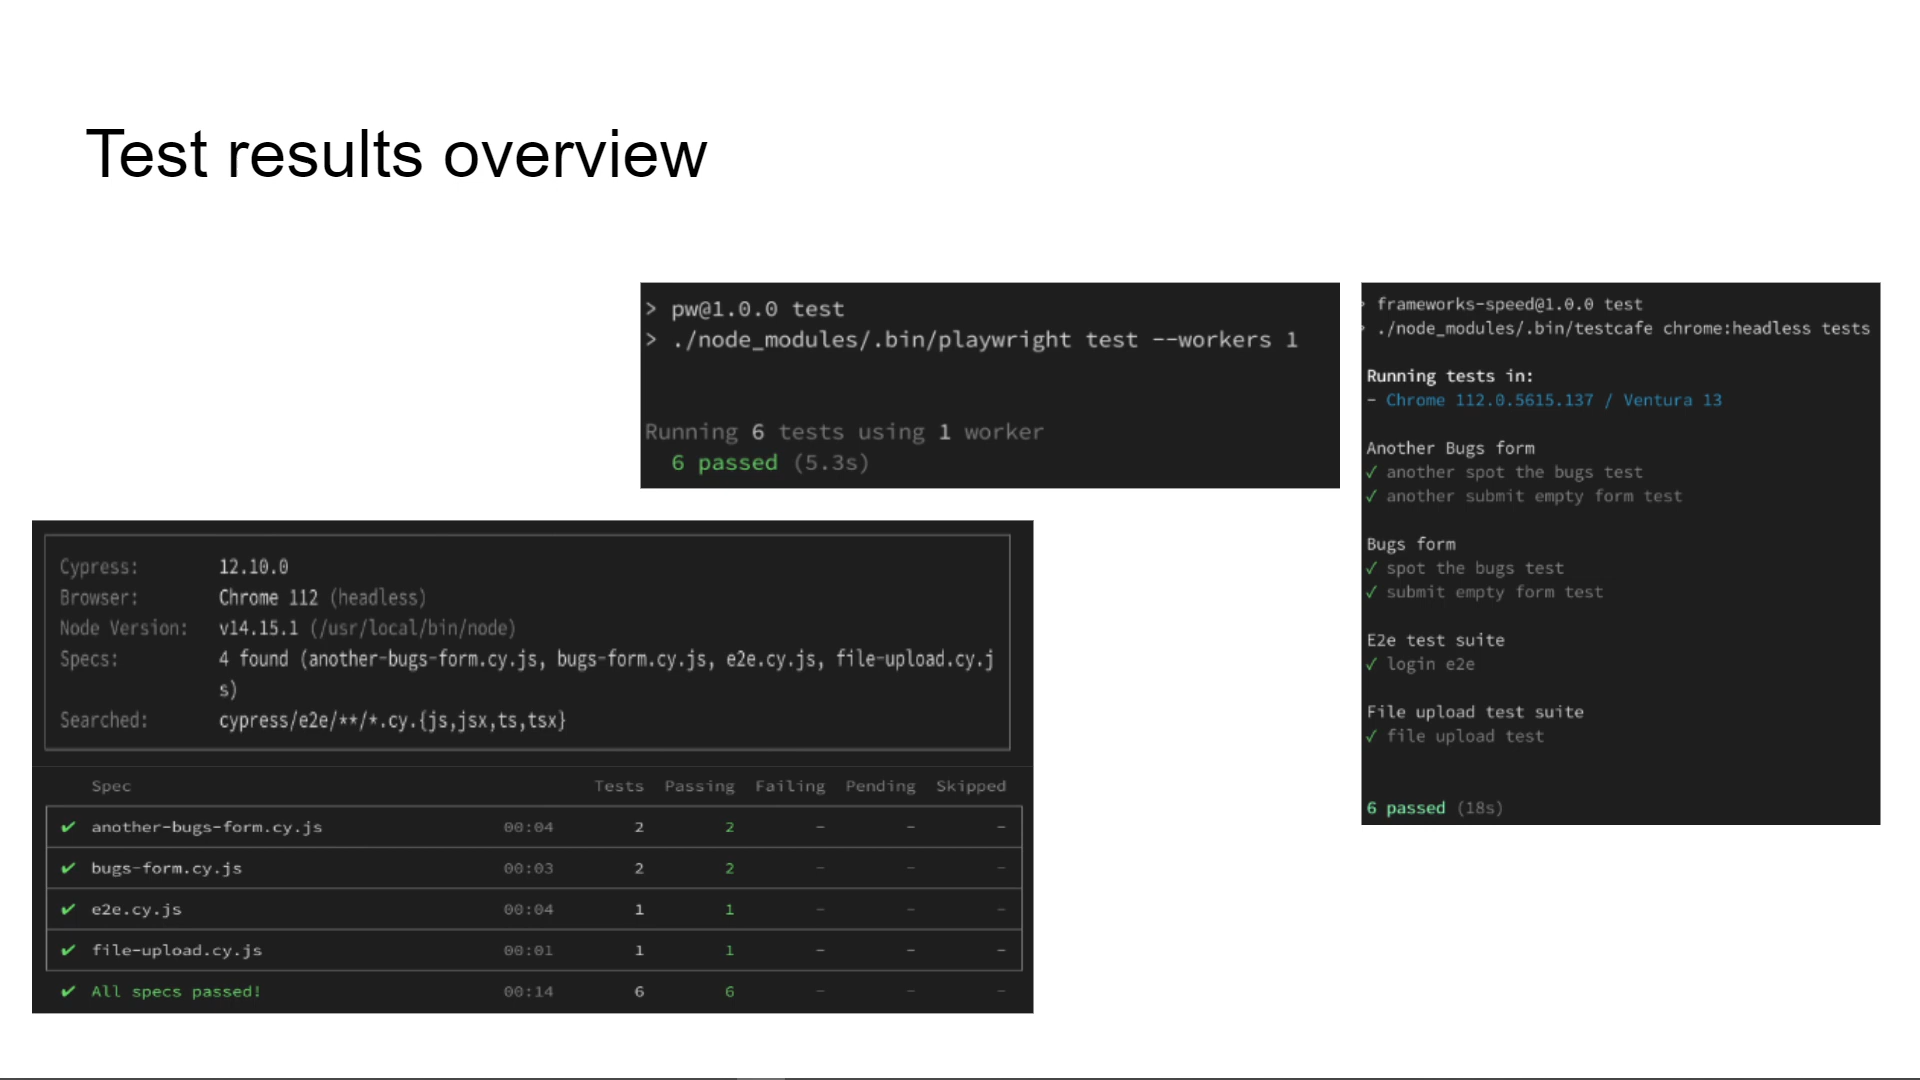 Test results overview
> pw@1.0.0 test
> ./node_modules/.bin/playwright test --workers 1
Running 6 tests using 1 worker
6 passed (5.3s)
> frameworks-speed@1.0.0 test
> ./node_modules/.bin/testcafe chrome:headless tests
Running tests in:
- Chrome 112.0.5615.137 / Ventura 13
Another Bugs form
✓ another spot the bugs test
✓ another submit empty form test
Bugs form
✓ spot the bugs test
✓ submit empty form test
E2e test suite
✓ login e2e
File upload test suite
✓ file upload test
6 passed (18s)
Cypress: 12.10.0
Browser: Chrome 112 (headless)
Node Version: v14.15.1 (/usr/local/bin/node)
Specs: 4 found (another-bugs-form.cy.js, bugs-form.cy.js, e2e.cy.js, file-upload.cy.j
s)
Searched: cypress/e2e/**/*.cy.{js,jsx,ts,tsx}
Spec Tests Passing Failing Pending Skipped
✔ another-bugs-form.cy.js 00:04 2 2 - - -
✔ bugs-form.cy.js 00:03 2 2 - - -
✔ e2e.cy.js 00:04 1 1 - - -
✔ file-upload.cy.js 00:01 1 1 - - -
✔ All specs passed! 00:14 6 6 - - -